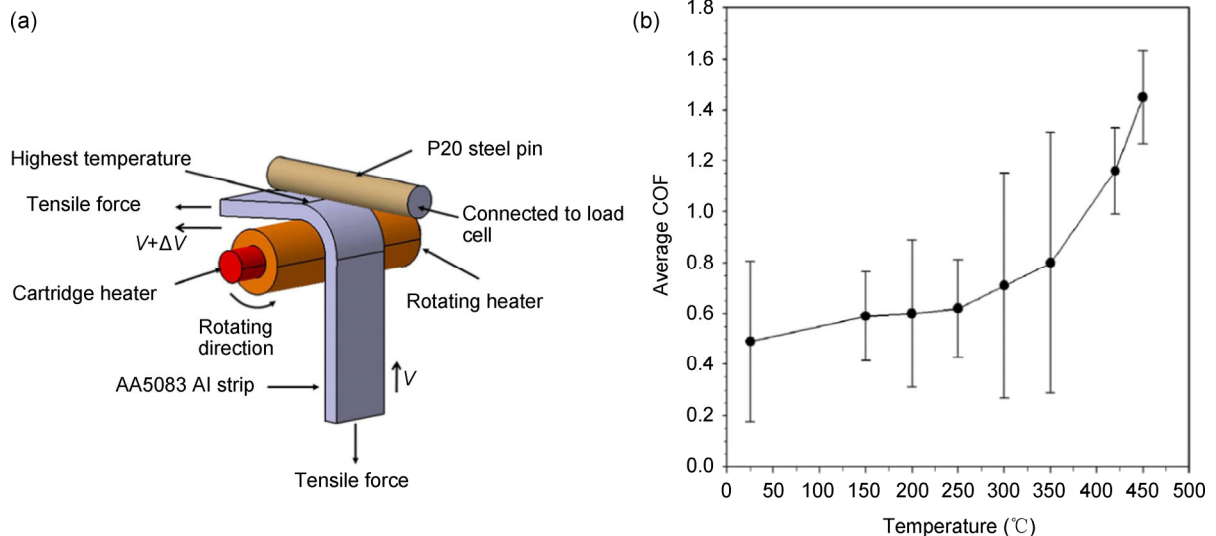 (a)
Highest temperature
P20 steel pin
Tensile force
V+ΔV
Connected to load
cell
Cartridge heater
Rotating heater
Rotating
direction
AA5083 Al strip
V
Tensile force
(b)
Average COF
1.8
1.6
1.4
1.2
1.0
0.8
0.6
0.4
0.2
0.0
0 50 100 150 200 250 300 350 400 450 500
Temperature (℃)